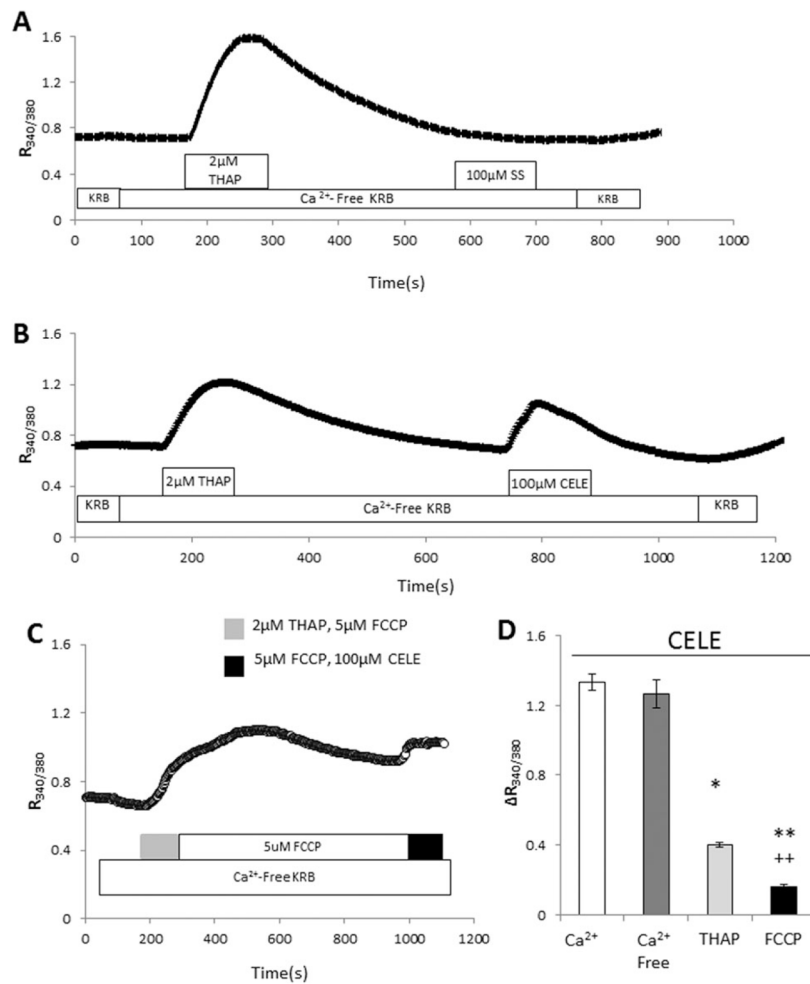 A
1.6
1.2
R340/380
0.8
0.4
0
2µM
THAP
100µM SS
KRB
Ca 2+- Free KRB
KRB
0 100 200 300 400 500 600 700 800 900 1000
Time(s)
B
1.6
1.2
R340/380
0.8
0.4
0
2µM THAP
100µM CELE
KRB
Ca2+-Free KRB
KRB
0 200 400 600 800 1000 1200
Time(s)
C
2µM THAP, 5µM FCCP
5µM FCCP, 100µM CELE
1.6
1.2
R340/380
0.8
0.4
0
5uM FCCP
Ca2+-Free KRB
0 200 400 600 800 1000 1200
Time(s)
D
CELE
1.6
1.2
ΔR340/380
0.8
0.4
0
*
**
++
Ca2+ Ca2+ Free THAP FCCP